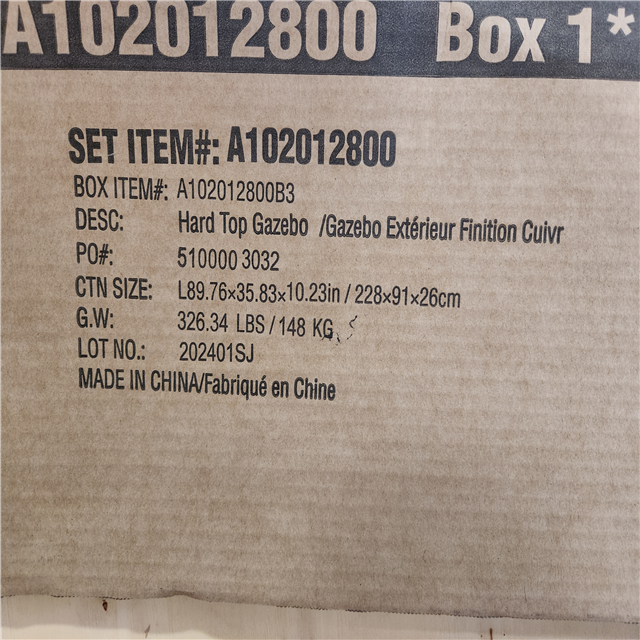 A102012800 Box 1*
SET ITEM#: A102012800
BOX ITEM#: A102012800B3
DESC: Hard Top Gazebo /Gazebo Extérieur Finition Cuivr
PO#: 510000 3032
CTN SIZE: L89.76×35.83×10.23in / 228×91×26cm
G.W: 326.34 LBS / 148 KG
LOT NO.: 202401SJ
MADE IN CHINA/Fabriqué en Chine